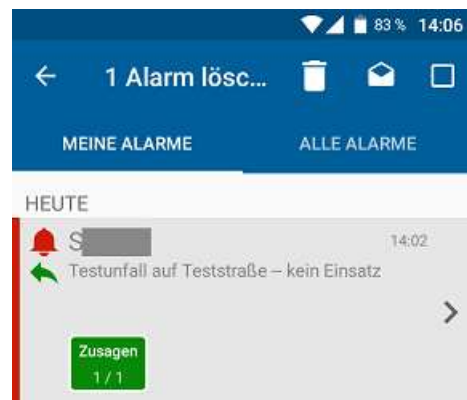 83 % 14:06
1 Alarm lösc...
MEINE ALARME ALLE ALARME
HEUTE
S 14:02
Testunfall auf Teststraße – kein Einsatz
Zusagen
1 / 1